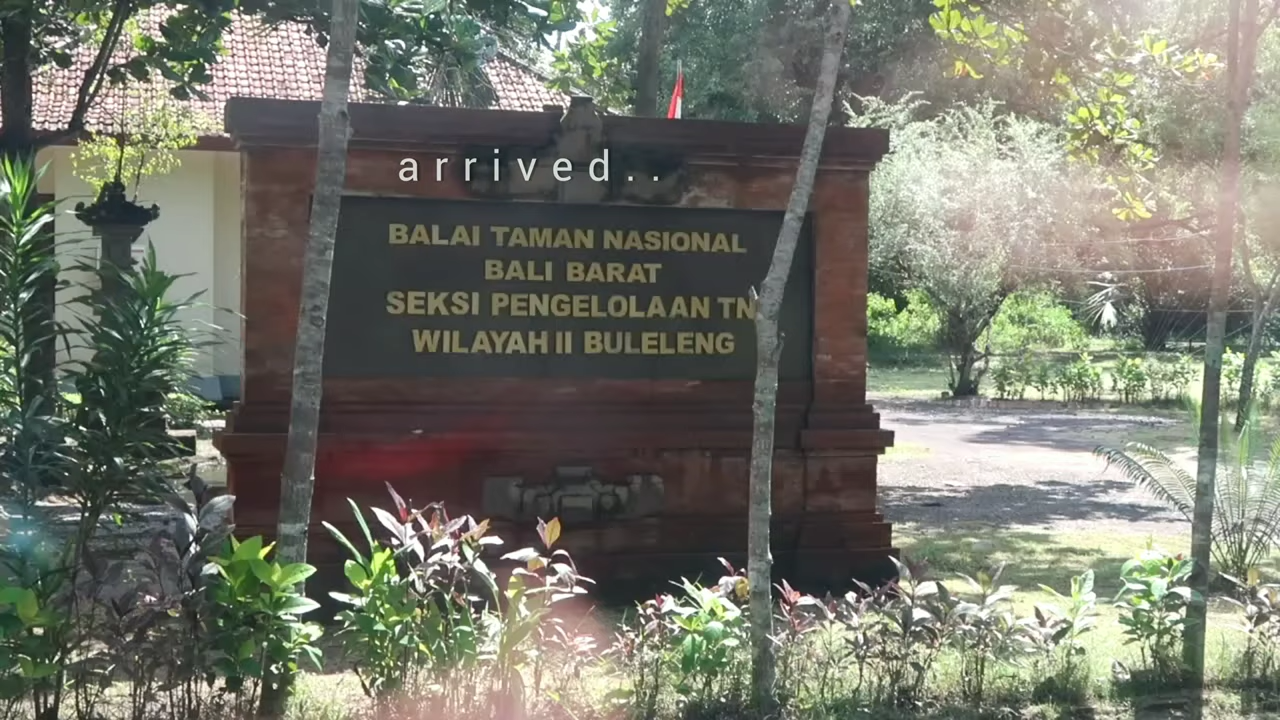 arrived..
BALAI TAMAN NASIONAL
BALI BARAT
SEKSI PENGELOLAAN TN
WILAYAH II BULELENG